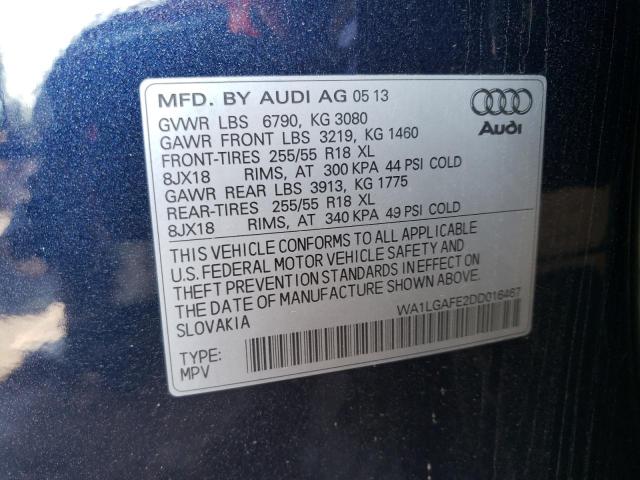 MFD. BY AUDI AG 05 13
GVWR LBS 6790, KG 3080
GAWR FRONT LBS 3219, KG 1460
FRONT-TIRES 255/55 R18 XL
8JX18 RIMS, AT 300 KPA 44 PSI COLD
GAWR REAR LBS 3913, KG 1775
REAR-TIRES 255/55 R18 XL
8JX18 RIMS, AT 340 KPA 49 PSI COLD
Audi
THIS VEHICLE CONFORMS TO ALL APPLICABLE
U.S. FEDERAL MOTOR VEHICLE SAFETY AND
THEFT PREVENTION STANDARDS IN EFFECT ON
THE DATE OF MANUFACTURE SHOWN ABOVE.
SLOVAKIA
WA1LGAFE2DD016467
TYPE:
MPV